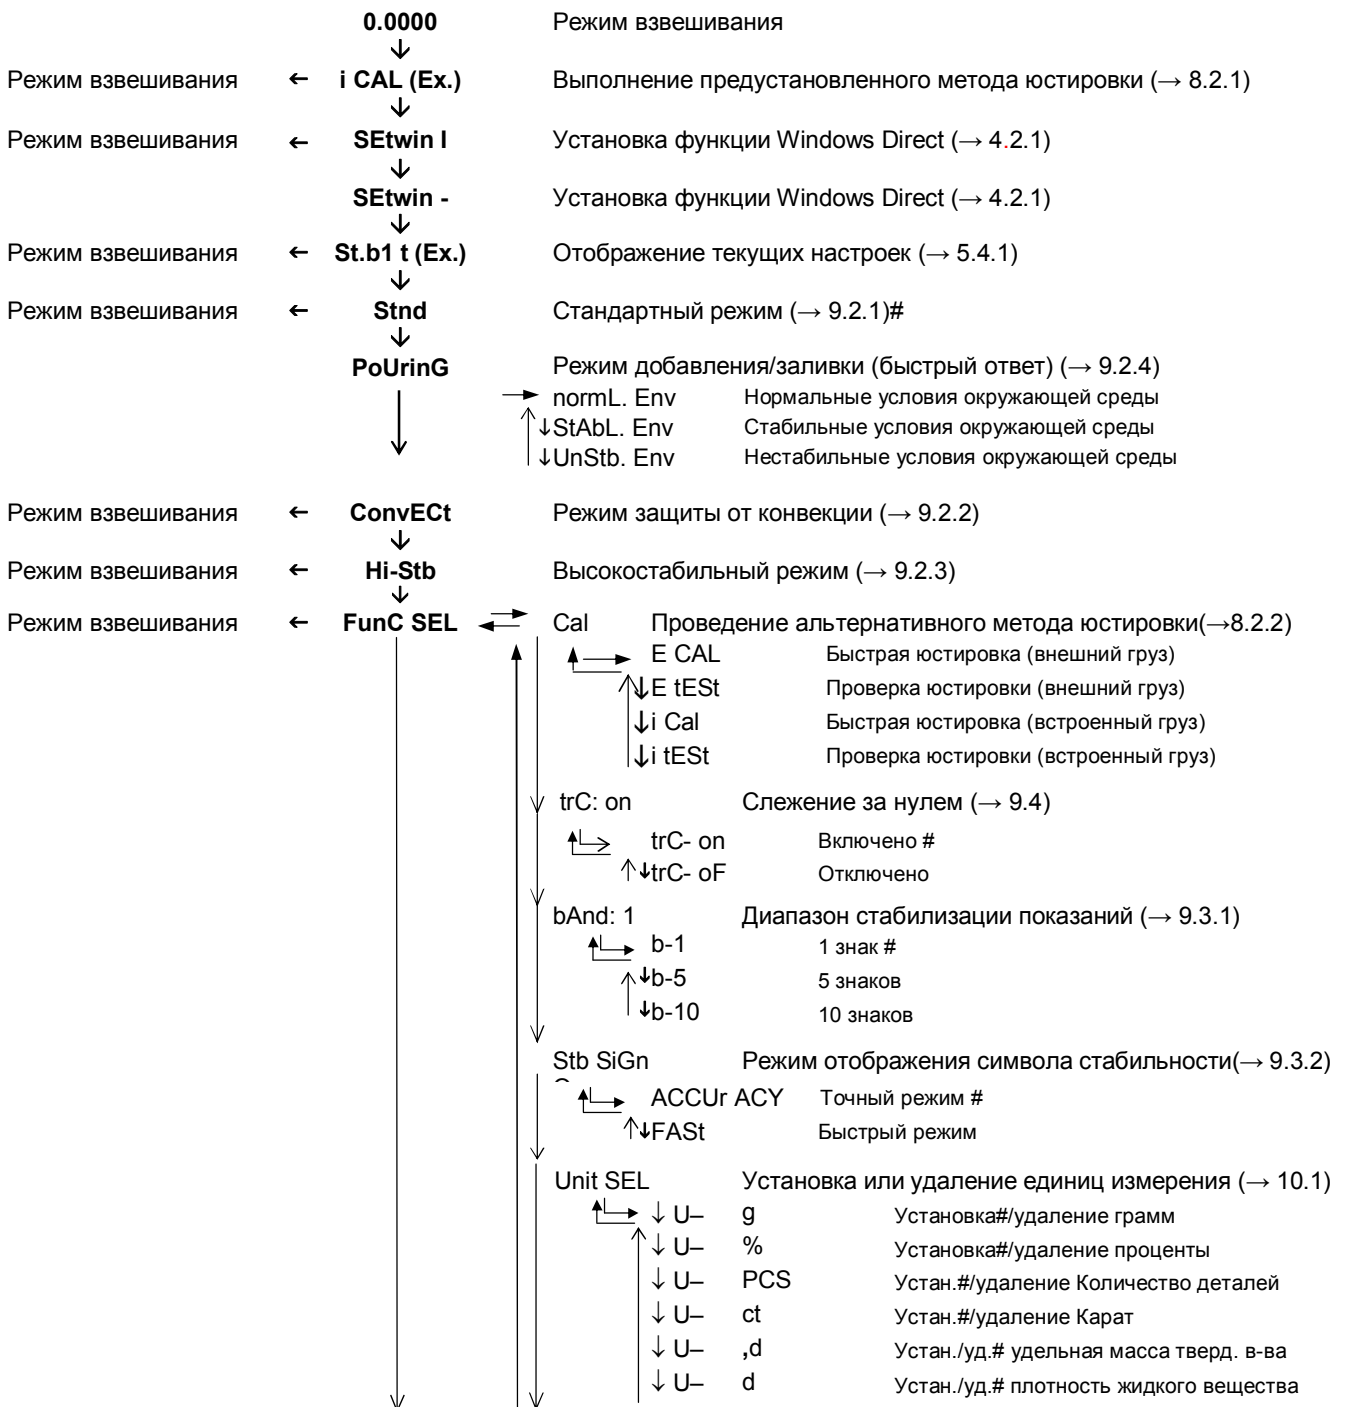 0.0000 Режим взвешивания
Режим взвешивания ← i CAL (Ex.) Выполнение предустановленного метода юстировки (→ 8.2.1)
Режим взвешивания ← SEtwin I Установка функции Windows Direct (→ 4.2.1)
SEtwin - Установка функции Windows Direct (→ 4.2.1)
Режим взвешивания ← St.b1 t (Ex.) Отображение текущих настроек (→ 5.4.1)
Режим взвешивания ← Stnd Стандартный режим (→ 9.2.1)#
PoUrinG Режим добавления/заливки (быстрый ответ) (→ 9.2.4)
normL. Env Нормальные условия окружающей среды
↓StAbL. Env Стабильные условия окружающей среды
↓UnStb. Env Нестабильные условия окружающей среды
Режим взвешивания ← ConvECt Режим защиты от конвекции (→ 9.2.2)
Режим взвешивания ← Hi-Stb Высокостабильный режим (→ 9.2.3)
Режим взвешивания ← FunC SEL Cal Проведение альтернативного метода юстировки(→8.2.2)
E CAL Быстрая юстировка (внешний груз)
↓E tESt Проверка юстировки (внешний груз)
↓i Cal Быстрая юстировка (встроенный груз)
↓i tESt Проверка юстировки (встроенный груз)
trC: on Слежение за нулем (→ 9.4)
trC- on Включено #
↓trC- oF Отключено
bAnd: 1 Диапазон стабилизации показаний (→ 9.3.1)
b-1 1 знак #
↓b-5 5 знаков
↓b-10 10 знаков
Stb SiGn Режим отображения символа стабильности(→ 9.3.2)
ACCUr ACY Точный режим #
↓FASt Быстрый режим
Unit SEL Установка или удаление единиц измерения (→ 10.1)
↓ U– g Установка#/удаление грамм
↓ U– % Установка#/удаление проценты
↓ U– PCS Устан.#/удаление Количество деталей
↓ U– ct Устан.#/удаление Карат
↓ U– ,d Устан./уд.# удельная масса тверд. в-ва
↓ U– d Устан./уд.# плотность жидкого вещества